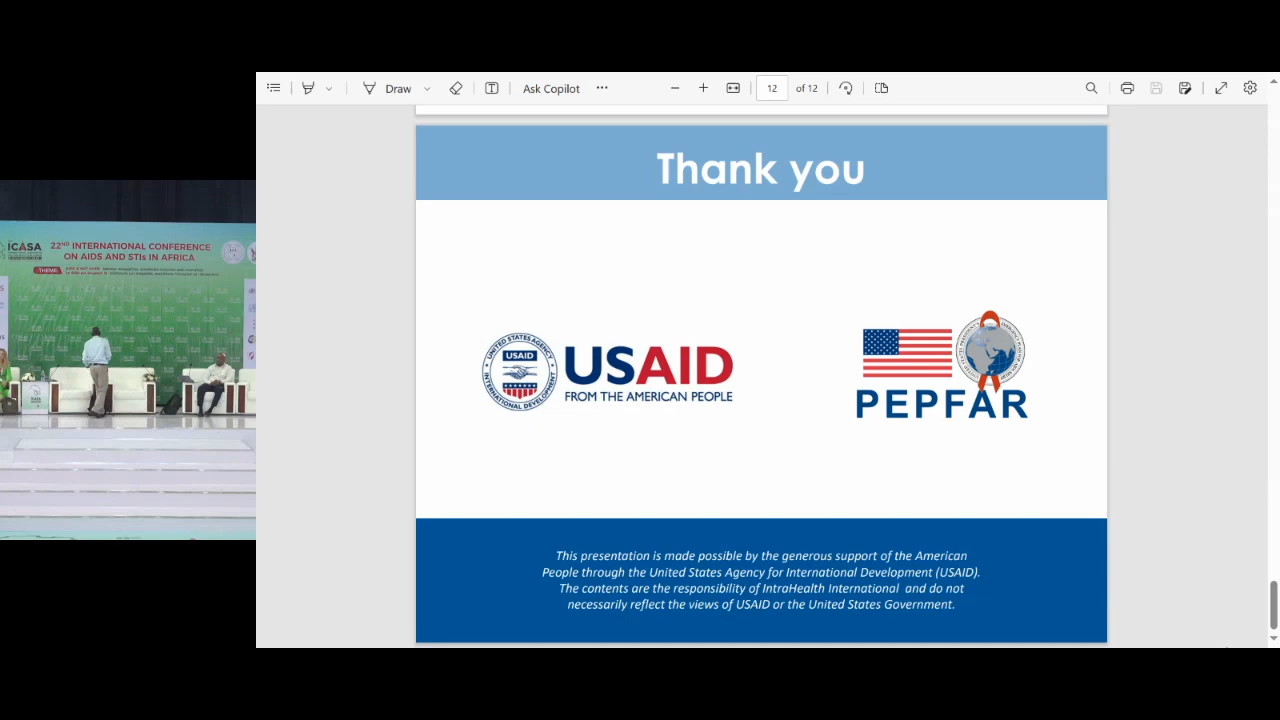 Draw
Ask Copilot
12
of 12
Thank you
UNITED STATES AGENCY
USAID
INTERNATIONAL DEVELOPMENT
USAID
FROM THE AMERICAN PEOPLE
PEPFAR
This presentation is made possible by the generous support of the American
People through the United States Agency for International Development (USAID).
The contents are the responsibility of IntraHealth International and do not
necessarily reflect the views of USAID or the United States Government.
ICASA
22ND INTERNATIONAL CONFERENCE
ON AIDS AND STIs IN AFRICA
THEME: